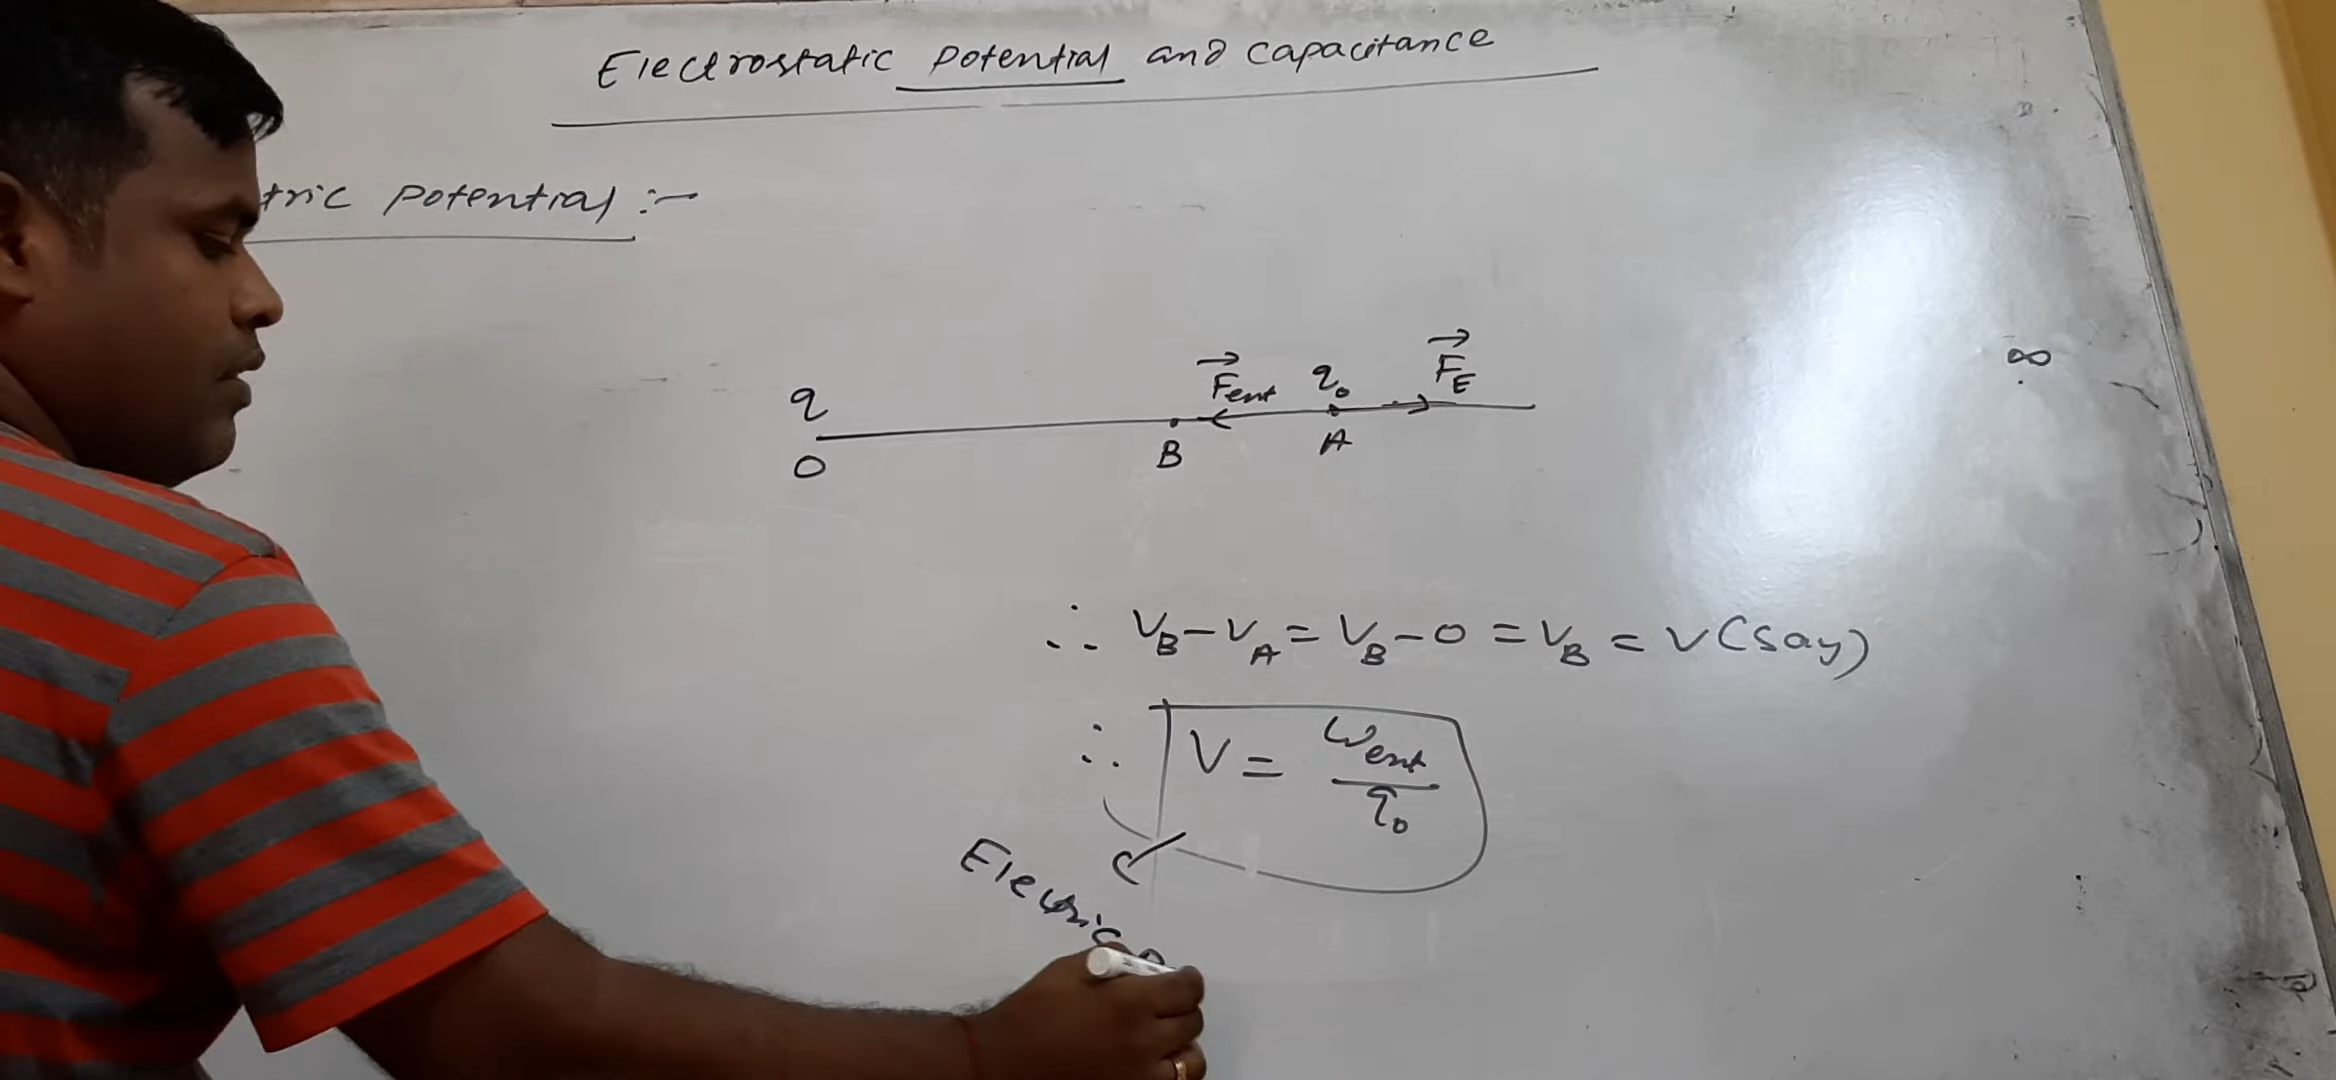 Electrostatic Potential and Capacitance
tric Potential :-
∞
q F⃗ext q₀ F⃗E
O B A
∴ VB - VA = VB - 0 = VB = V (say)
∴ V = Wext / q₀
Electric P